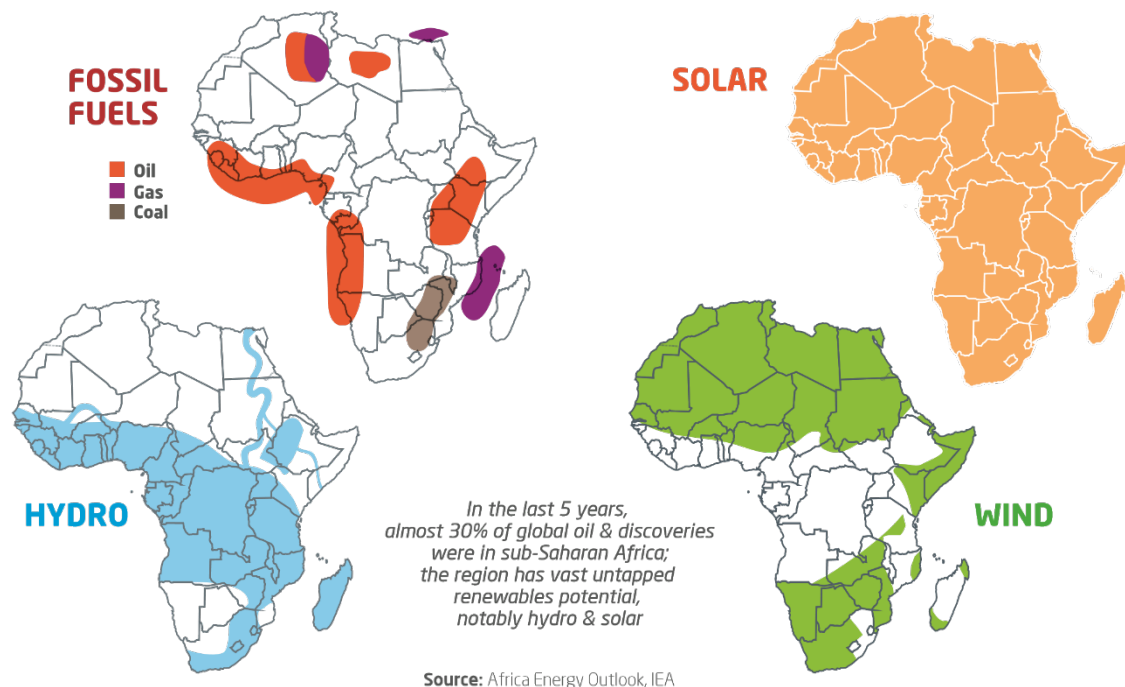 FOSSIL
FUELS
Oil
Gas
Coal
SOLAR
HYDRO
In the last 5 years,
almost 30% of global oil & discoveries
were in sub-Saharan Africa;
the region has vast untapped
renewables potential,
notably hydro & solar
WIND
Source: Africa Energy Outlook, IEA